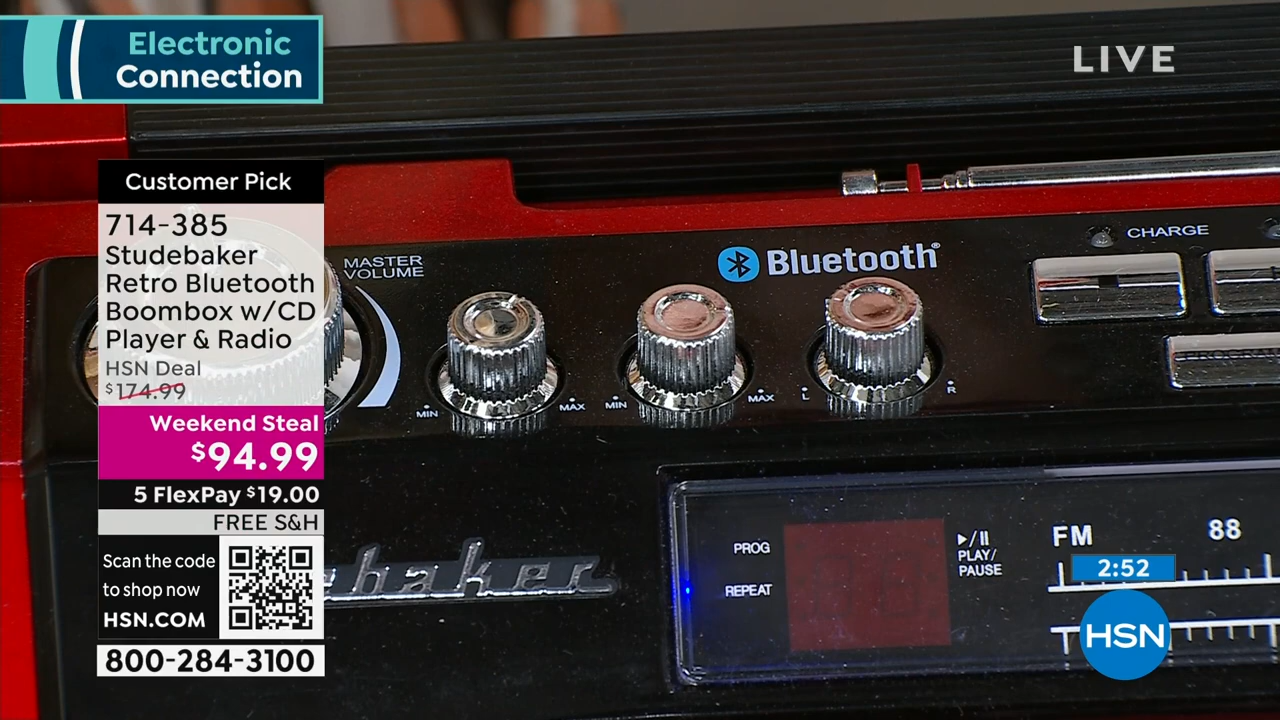 Electronic
Connection
LIVE
Customer Pick
714-385
Studebaker
Retro Bluetooth
Boombox w/CD
Player & Radio
HSN Deal
$174.99
Weekend Steal
$94.99
5 FlexPay $19.00
FREE S&H
Scan the code
to shop now
HSN.COM
800-284-3100
MASTER
VOLUME
Bluetooth®
CHARGE
MIN
MAX
MIN
MAX
L
R
baker
PROG
REPEAT
▶/II
PLAY/
PAUSE
FM
88
2:52
HSN